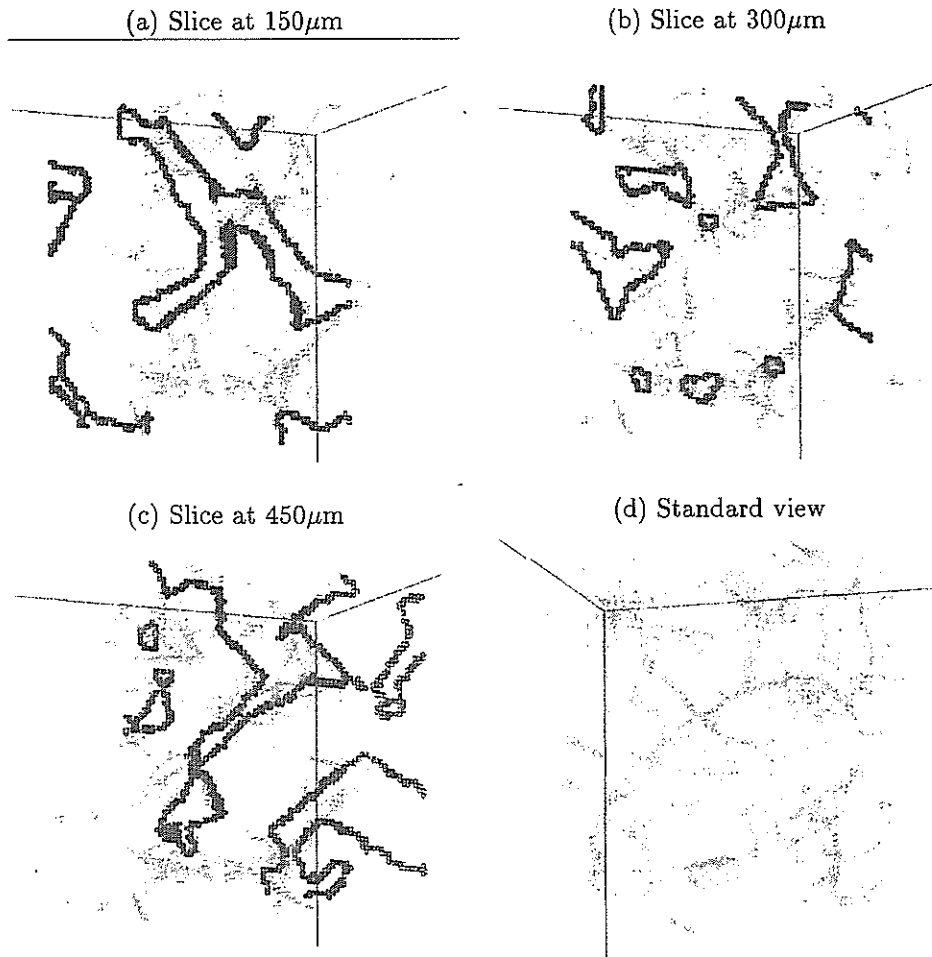 (a) Slice at 150μm
(b) Slice at 300μm
(c) Slice at 450μm
(d) Standard view